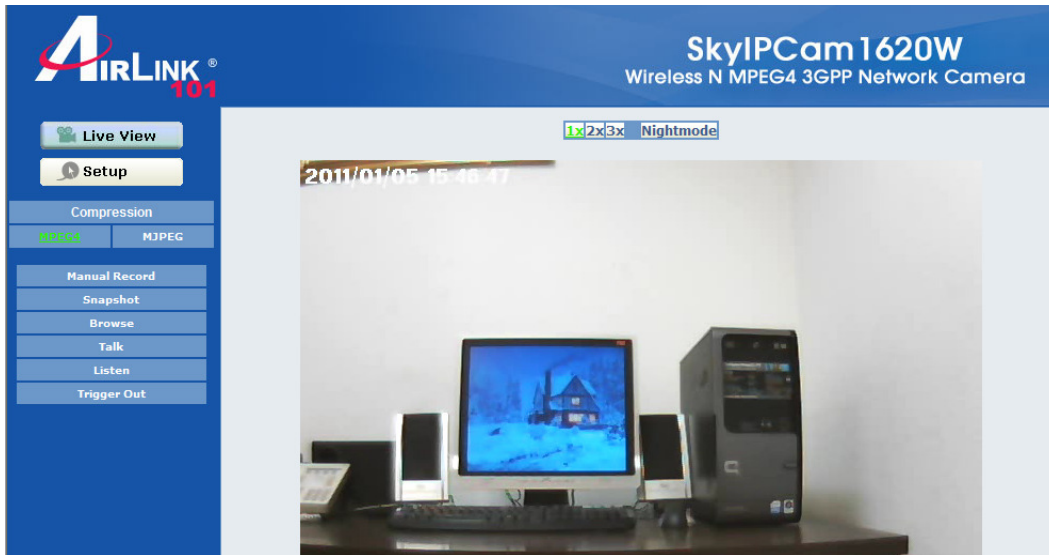 AIRLINK ® 101
SkyIPCam1620W
Wireless N MPEG4 3GPP Network Camera
Live View
Setup
1x 2x 3x Nightmode
2011/01/05 15:46:47
Compression
MPEG4 MJPEG
Manual Record
Snapshot
Browse
Talk
Listen
Trigger Out